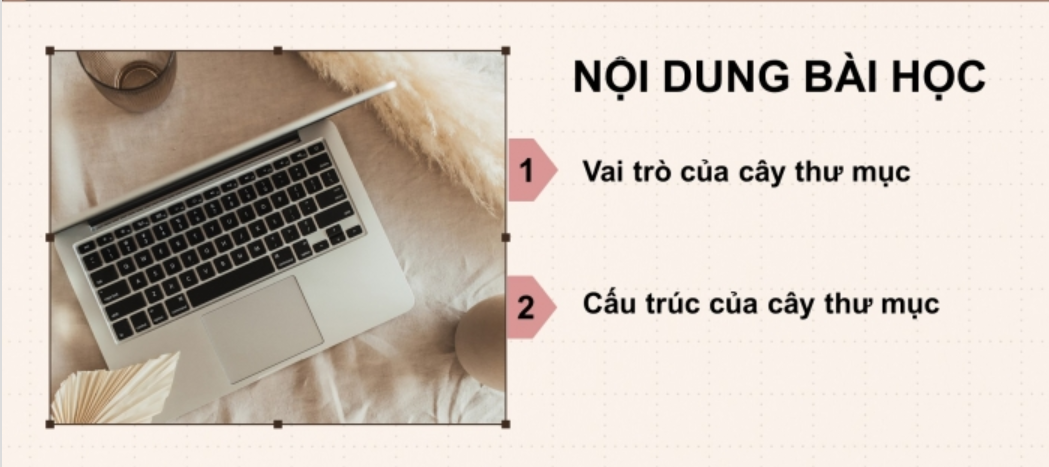 NỘI DUNG BÀI HỌC
1
Vai trò của cây thư mục
2
Cấu trúc của cây thư mục